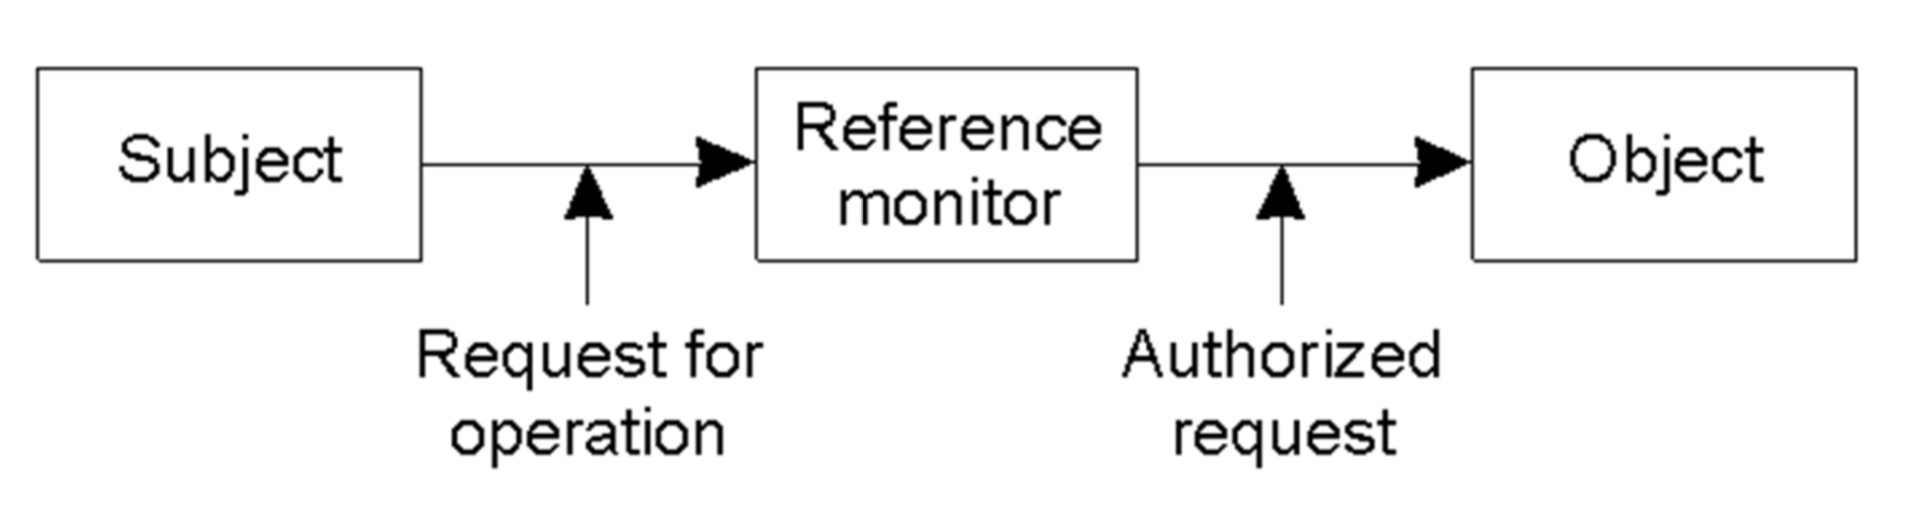 Subject
Reference
monitor
Object
Request for
operation
Authorized
request